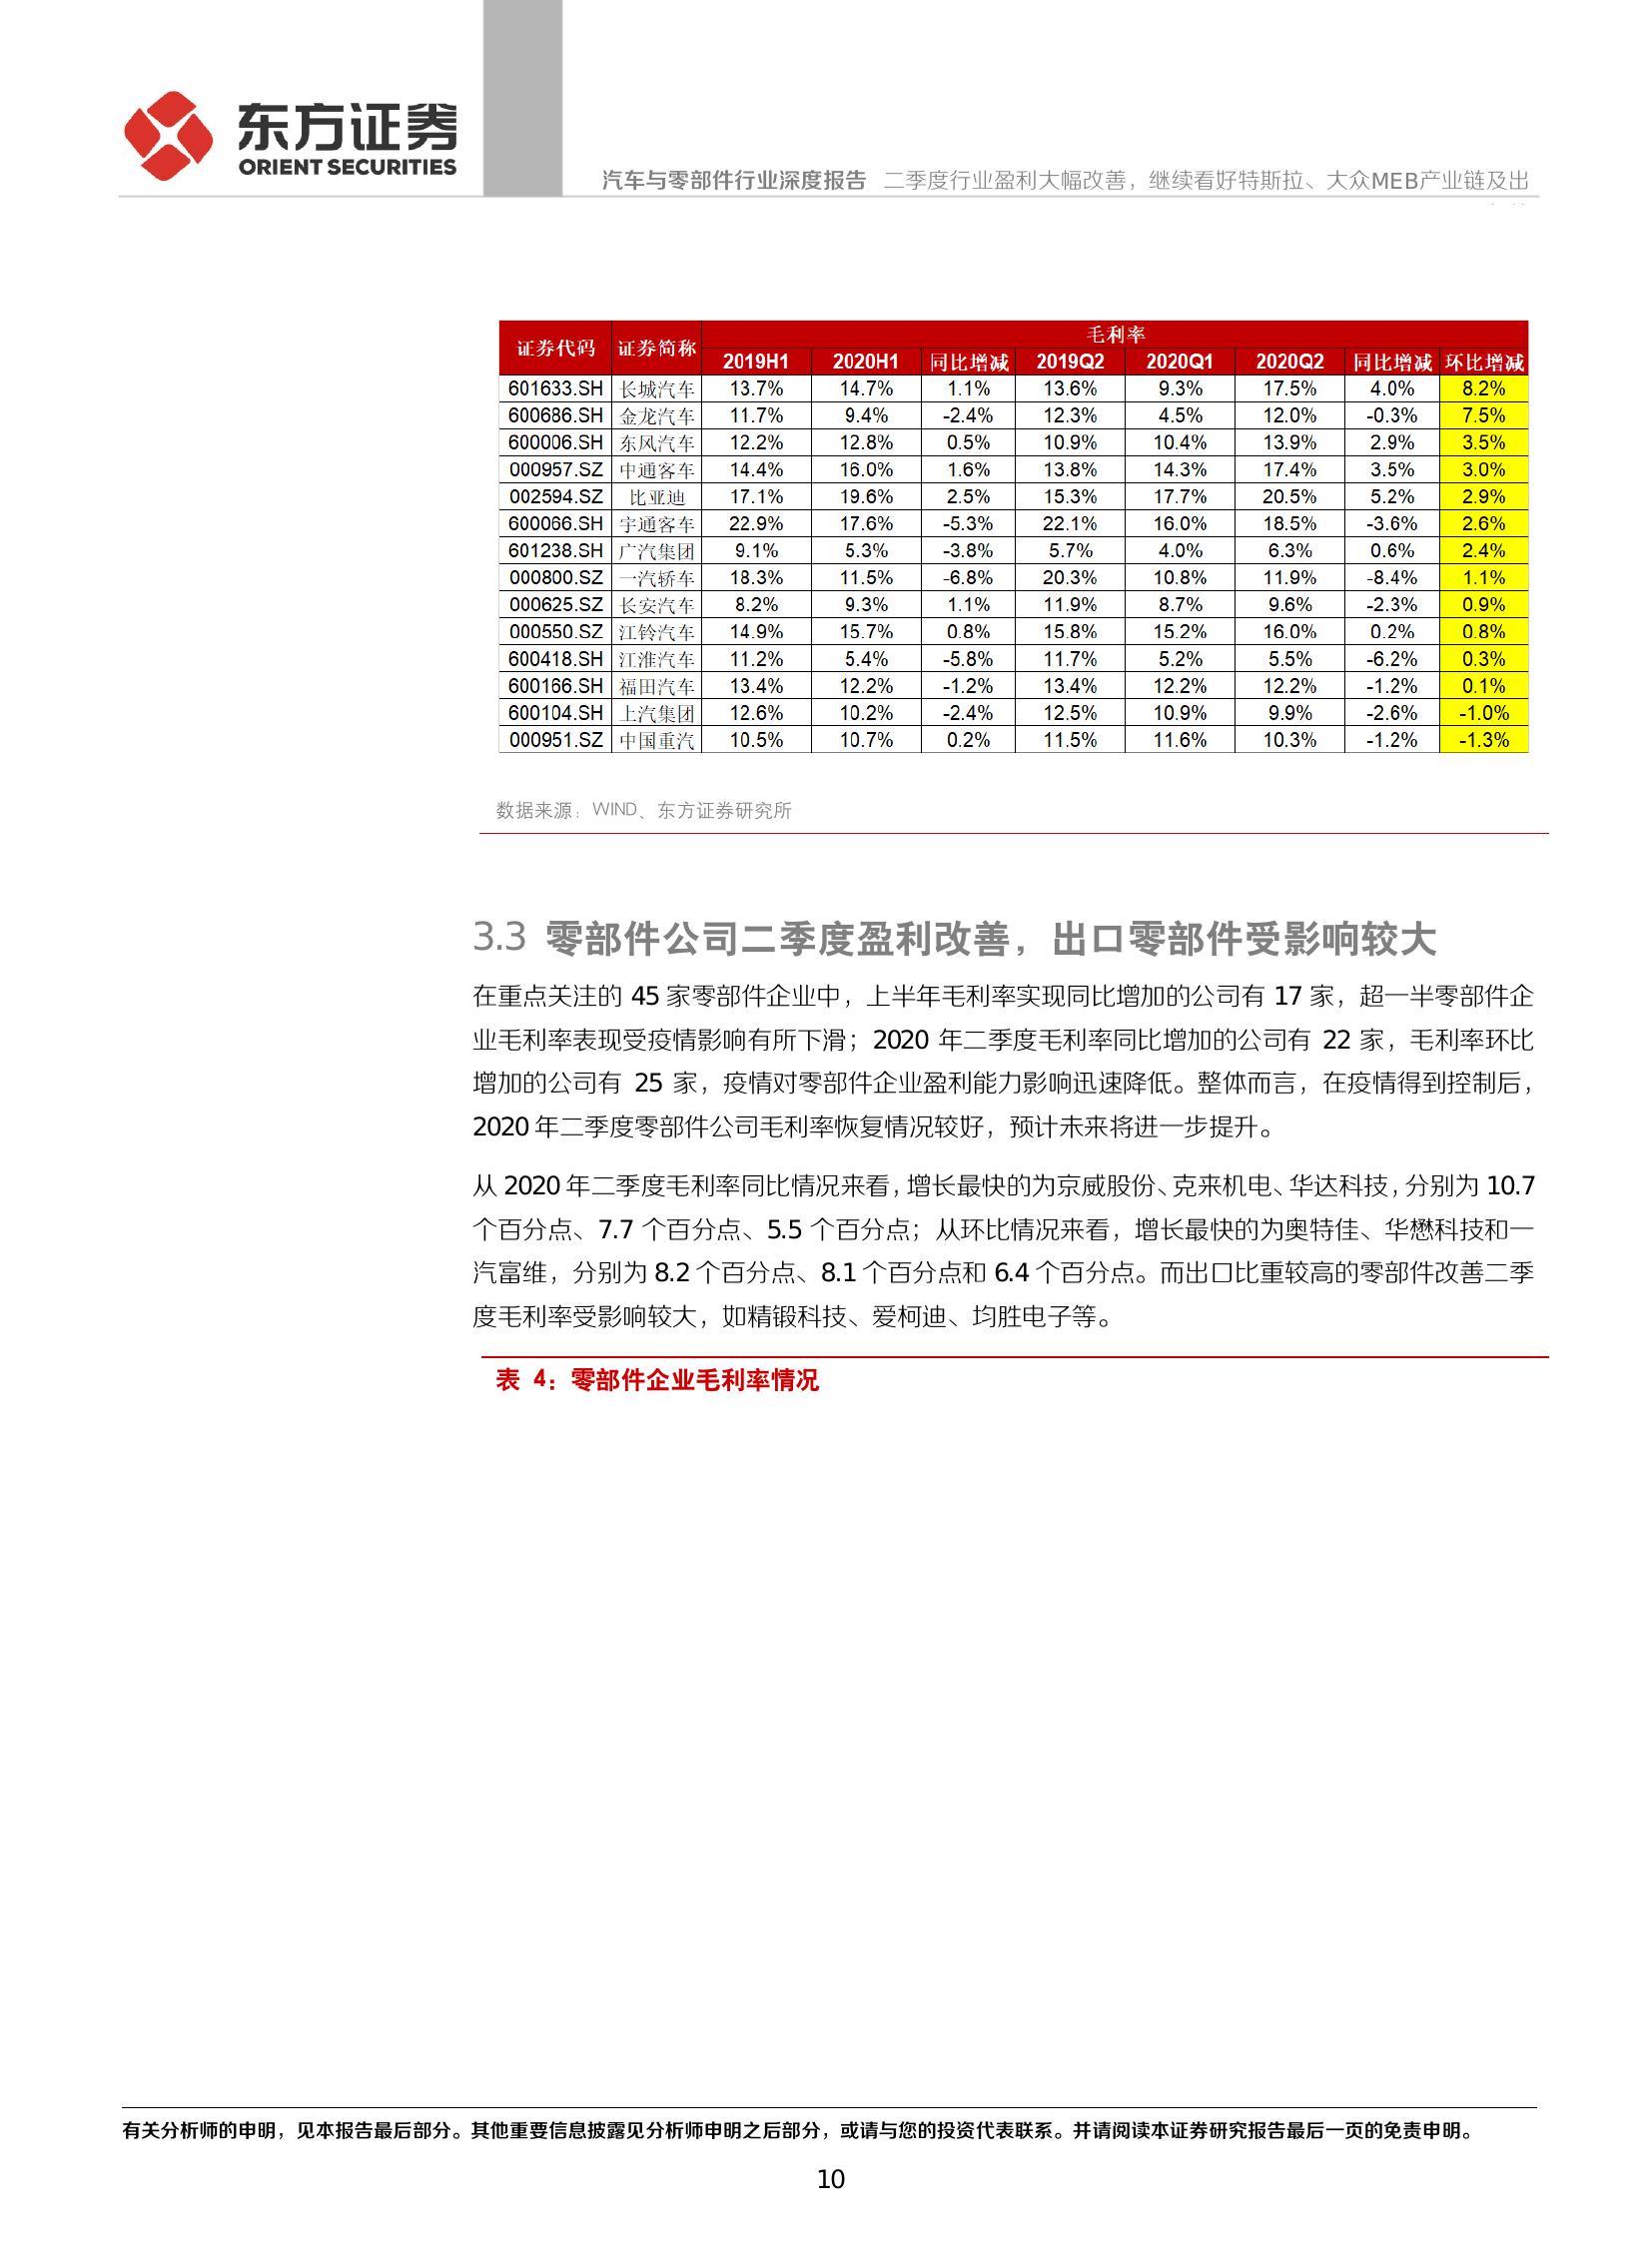 东方证券
ORIENT SECURITIES
汽车与零部件行业深度报告 二季度行业盈利大幅改善，继续看好特斯拉、大众MEB产业链及出
证券代码 证券简称 毛利率
2019H1 2020H1 同比增减 2019Q2 2020Q1 2020Q2 同比增减 环比增减
601633.SH 长城汽车 13.7% 14.7% 1.1% 13.6% 9.3% 17.5% 4.0% 8.2%
600686.SH 金龙汽车 11.7% 9.4% -2.4% 12.3% 4.5% 12.0% -0.3% 7.5%
600006.SH 东风汽车 12.2% 12.8% 0.5% 10.9% 10.4% 13.9% 2.9% 3.5%
000957.SZ 中通客车 14.4% 16.0% 1.6% 13.8% 14.3% 17.4% 3.5% 3.0%
002594.SZ 比亚迪 17.1% 19.6% 2.5% 15.3% 17.7% 20.5% 5.2% 2.9%
600066.SH 宇通客车 22.9% 17.6% -5.3% 22.1% 16.0% 18.5% -3.6% 2.6%
601238.SH 广汽集团 9.1% 5.3% -3.8% 5.7% 4.0% 6.3% 0.6% 2.4%
000800.SZ 一汽轿车 18.3% 11.5% -6.8% 20.3% 10.8% 11.9% -8.4% 1.1%
000625.SZ 长安汽车 8.2% 9.3% 1.1% 11.9% 8.7% 9.6% -2.3% 0.9%
000550.SZ 江铃汽车 14.9% 15.7% 0.8% 15.8% 15.2% 16.0% 0.2% 0.8%
600418.SH 江淮汽车 11.2% 5.4% -5.8% 11.7% 5.2% 5.5% -6.2% 0.3%
600166.SH 福田汽车 13.4% 12.2% -1.2% 13.4% 12.2% 12.2% -1.2% 0.1%
600104.SH 上汽集团 12.6% 10.2% -2.4% 12.5% 10.9% 9.9% -2.6% -1.0%
000951.SZ 中国重汽 10.5% 10.7% 0.2% 11.5% 11.6% 10.3% -1.2% -1.3%
数据来源：WIND、东方证券研究所
3.3 零部件公司二季度盈利改善，出口零部件受影响较大
在重点关注的 45 家零部件企业中，上半年毛利率实现同比增加的公司有 17 家，超一半零部件企
业毛利率表现受疫情影响有所下滑；2020 年二季度毛利率同比增加的公司有 22 家，毛利率环比
增加的公司有 25 家，疫情对零部件企业盈利能力影响迅速降低。整体而言，在疫情得到控制后，
2020 年二季度零部件公司毛利率恢复情况较好，预计未来将进一步提升。
从 2020 年二季度毛利率同比情况来看，增长最快的为京威股份、克来机电、华达科技，分别为 10.7
个百分点、7.7 个百分点、5.5 个百分点；从环比情况来看，增长最快的为奥特佳、华懋科技和一
汽富维，分别为 8.2 个百分点、8.1 个百分点和 6.4 个百分点。而出口比重较高的零部件改善二季
度毛利率受影响较大，如精锻科技、爱柯迪、均胜电子等。
表 4：零部件企业毛利率情况
有关分析师的申明，见本报告最后部分。其他重要信息披露见分析师申明之后部分，或请与您的投资代表联系。并请阅读本证券研究报告最后一页的免责申明。
10